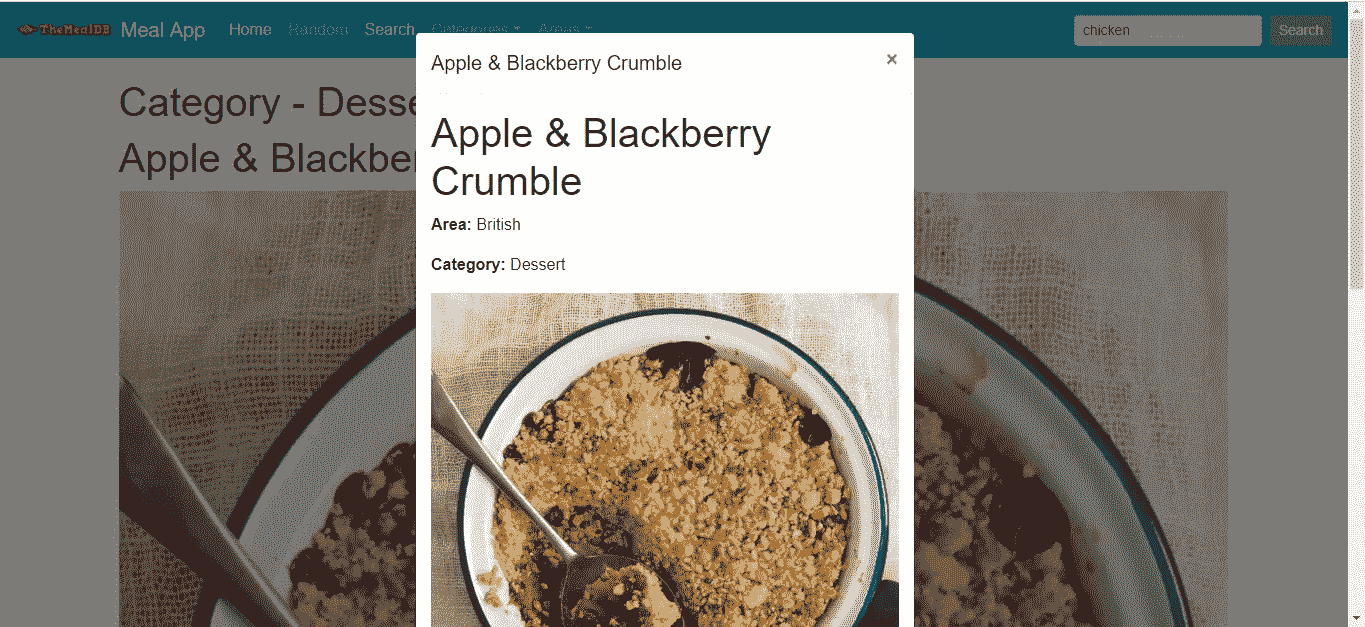 TheMealDB Meal App Home Random Search Categories Areas chicken Search
Apple & Blackberry Crumble ×
Category - Desse
Apple & Blackberry
Crumble
Apple & Blackber
Area: British
Category: Dessert